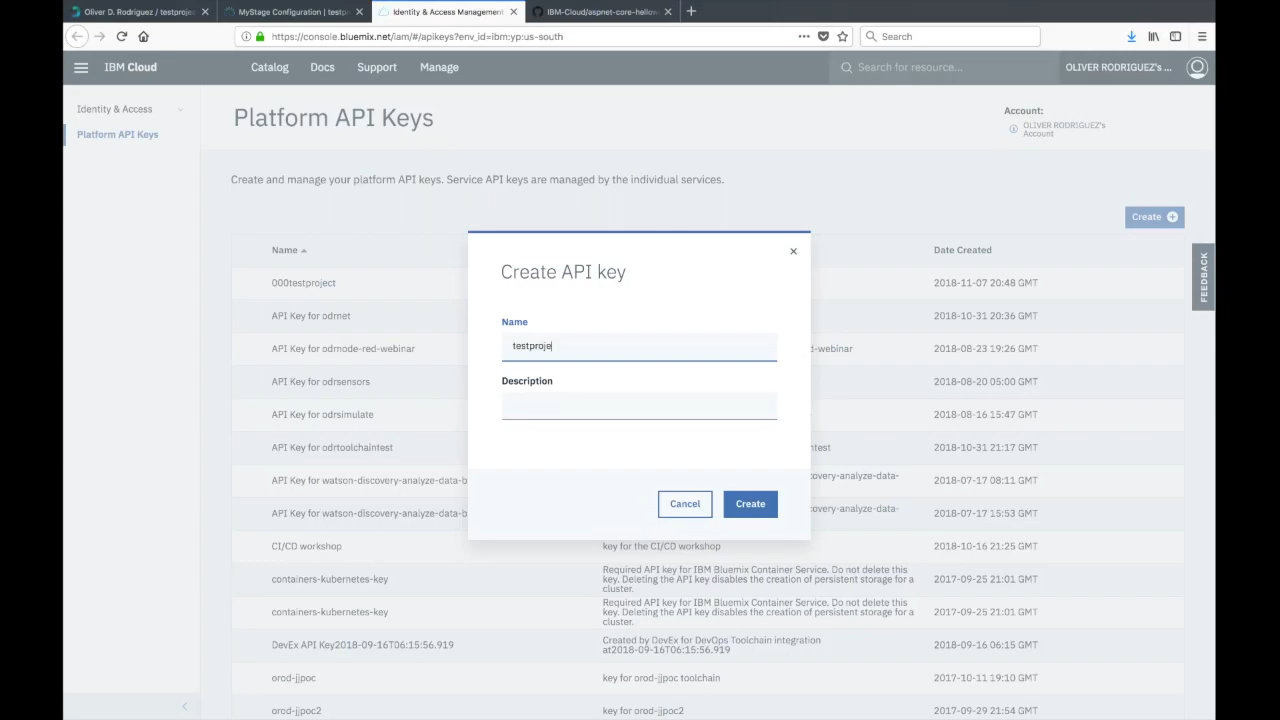 Oliver D. Rodriguez / testprojec
MyStage Configuration | testpr
Identity & Access Management
IBM-Cloud/aspnet-core-hellow
https://console.bluemix.net/iam/#/apikeys?env_id=ibm:yp:us-south
Search
IBM Cloud
Catalog
Docs
Support
Manage
Search for resource...
OLIVER RODRIGUEZ's ...
Identity & Access
Platform API Keys
Platform API Keys
Account:
OLIVER RODRIGUEZ's
Account
Create and manage your platform API keys. Service API keys are managed by the individual services.
Create
Name
Date Created
000testproject
2018-11-07 20:48 GMT
API Key for odrnet
2018-10-31 20:36 GMT
API Key for odrnode-red-webinar
d-webinar
2018-08-23 19:26 GMT
API Key for odrsensors
2018-08-20 05:00 GMT
API Key for odrsimulate
2018-08-16 15:47 GMT
API Key for odrtoolchaintest
test
2018-10-31 21:17 GMT
API Key for watson-discovery-analyze-data-b
overy-analyze-data-
2018-07-17 08:11 GMT
API Key for watson-discovery-analyze-data-b
overy-analyze-data-
2018-07-17 15:53 GMT
CI/CD workshop
key for the CI/CD workshop
2018-10-16 21:25 GMT
containers-kubernetes-key
Required API key for IBM Bluemix Container Service. Do not delete this
key. Deleting the API key disables the creation of persistent storage for a
cluster.
2017-09-25 21:01 GMT
containers-kubernetes-key
Required API key for IBM Bluemix Container Service. Do not delete this
key. Deleting the API key disables the creation of persistent storage for a
cluster.
2017-09-25 21:01 GMT
DevEx API Key2018-09-16T06:15:56.919
Created by DevEx for DevOps Toolchain integration
at2018-09-16T06:15:56.919
2018-09-16 06:15 GMT
orod-jjpoc
key for orod-jjpoc toolchain
2017-10-11 19:10 GMT
orod-jjpoc2
key for orod-jjpoc2
2017-09-29 21:54 GMT
FEEDBACK
Create API key
Name
testproje
Description
Cancel
Create